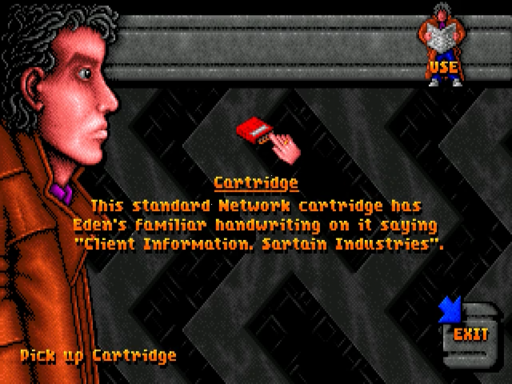 USE
Cartridge
This standard Network cartridge has
Eden's familiar handwriting on it saying
"Client Information, Sartain Industries".
EXIT
Pick up Cartridge